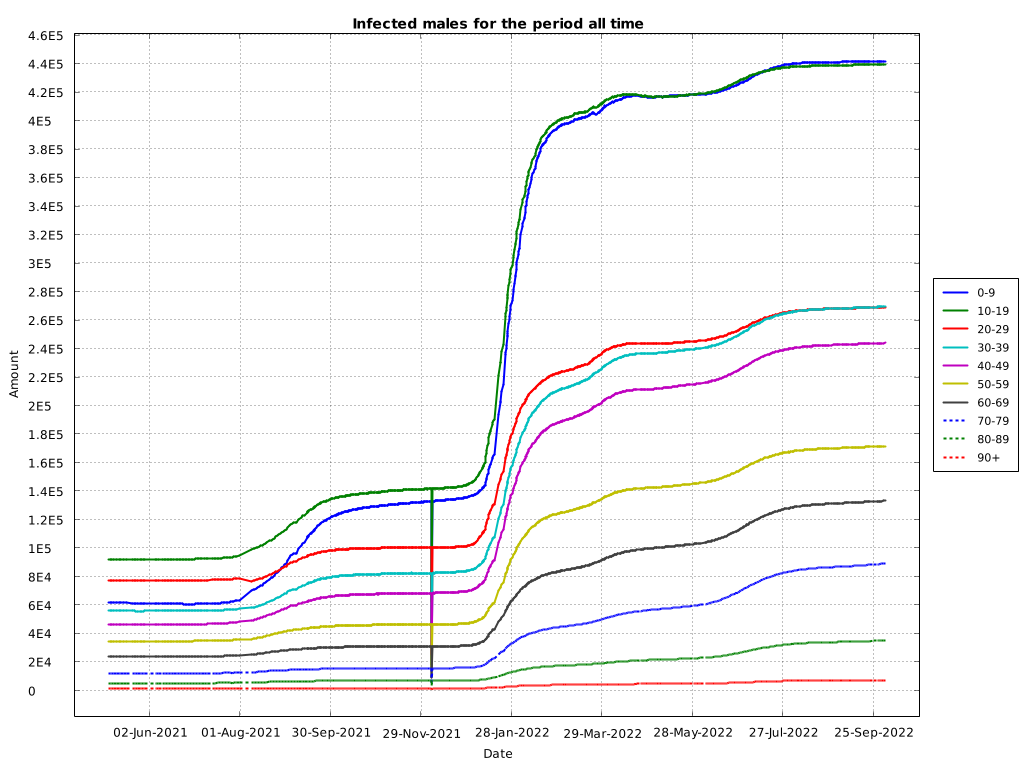 Infected males for the period all time
4.6E5
4.4E5
4.2E5
4E5
3.8E5
3.6E5
3.4E5
3.2E5
3E5
2.8E5
2.6E5
2.4E5
2.2E5
2E5
1.8E5
1.6E5
1.4E5
1.2E5
1E5
8E4
6E4
4E4
2E4
0
Amount
02-Jun-2021 01-Aug-2021 30-Sep-2021 29-Nov-2021 28-Jan-2022 29-Mar-2022 28-May-2022 27-Jul-2022 25-Sep-2022
Date
0-9
10-19
20-29
30-39
40-49
50-59
60-69
70-79
80-89
90+